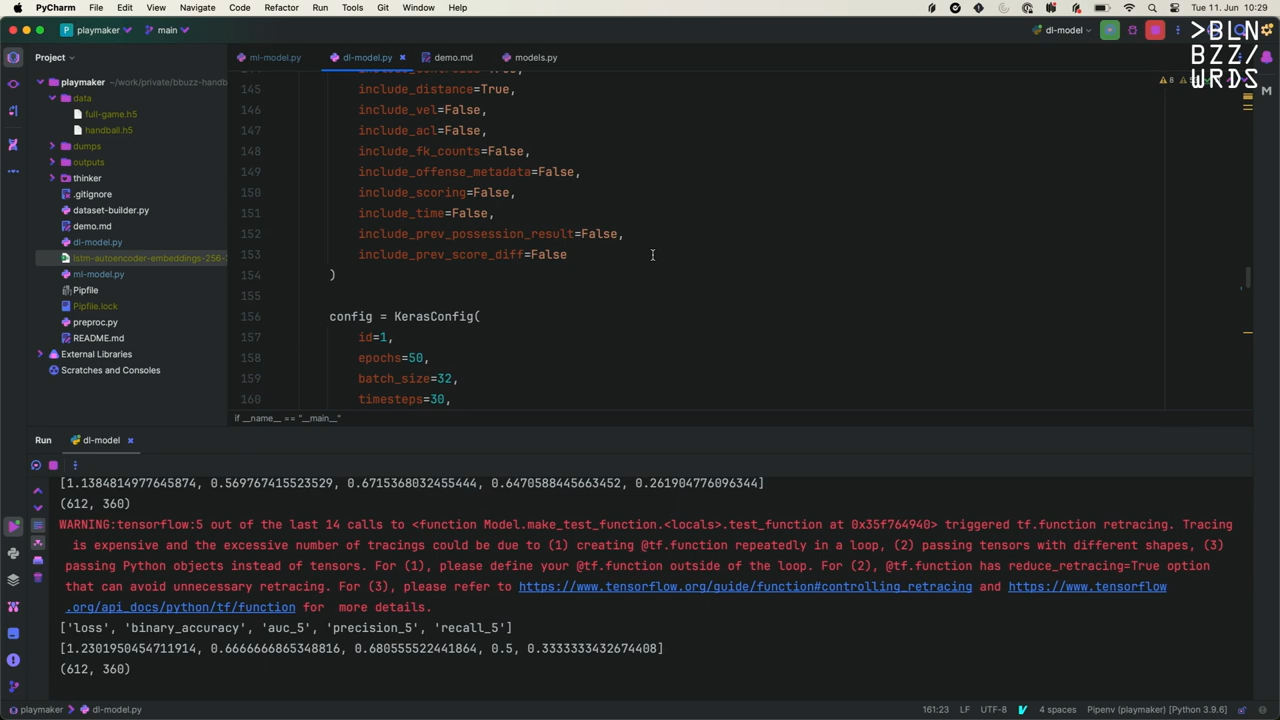 PyCharm File Edit View Navigate Code Refactor Run Tools Git Window Help Tue 11. Jun 10:29
playmaker main dl-model
>BLN
BZZ/
WRDS
Project ml-model.py dl-model.py demo.md models.py
playmaker ~/work/private/bbuzz-handb
data
full-game.h5
handball.h5
dumps
outputs
thinker
.gitignore
dataset-builder.py
demo.md
dl-model.py
lstm-autoencoder-embeddings-256-
ml-model.py
Pipfile
Pipfile.lock
preproc.py
README.md
External Libraries
Scratches and Consoles
8
145 include_distance=True,
146 include_vel=False,
147 include_acl=False,
148 include_fk_counts=False,
149 include_offense_metadata=False,
150 include_scoring=False,
151 include_time=False,
152 include_prev_possession_result=False,
153 include_prev_score_diff=False
154 )
155
156 config = KerasConfig(
157 id=1,
158 epochs=50,
159 batch_size=32,
160 timesteps=30,
if __name__ == "__main__"
Run dl-model
[1.1384814977645874, 0.569767415523529, 0.6715368032455444, 0.6470588445663452, 0.261904776096344]
(612, 360)
WARNING:tensorflow:5 out of the last 14 calls to <function Model.make_test_function.<locals>.test_function at 0x35f764940> triggered tf.function retracing. Tracing
is expensive and the excessive number of tracings could be due to (1) creating @tf.function repeatedly in a loop, (2) passing tensors with different shapes, (3)
passing Python objects instead of tensors. For (1), please define your @tf.function outside of the loop. For (2), @tf.function has reduce_retracing=True option
that can avoid unnecessary retracing. For (3), please refer to https://www.tensorflow.org/guide/function#controlling_retracing and https://www.tensorflow
.org/api_docs/python/tf/function for more details.
['loss', 'binary_accuracy', 'auc_5', 'precision_5', 'recall_5']
[1.2301950454711914, 0.6666666865348816, 0.680555522441864, 0.5, 0.3333333432674408]
(612, 360)
playmaker dl-model.py 161:23 LF UTF-8 4 spaces Pipenv (playmaker) [Python 3.9.6]